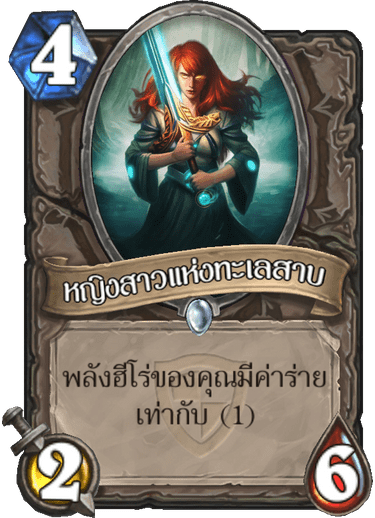 4
หญิงสาวแห่งทะเลสาบ
พลังฮีโร่ของคุณมีค่าร่าย
เท่ากับ (1)
2
6